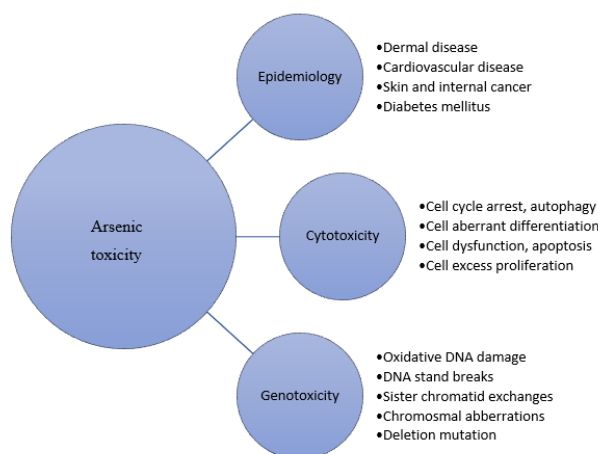 Arsenic
toxicity
Epidemiology
•Dermal disease
•Cardiovascular disease
•Skin and internal cancer
•Diabetes mellitus
Cytotoxicity
•Cell cycle arrest, autophagy
•Cell aberrant differentiation
•Cell dysfunction, apoptosis
•Cell excess proliferation
Genotoxicity
•Oxidative DNA damage
•DNA stand breaks
•Sister chromatid exchanges
•Chromosmal abberrations
•Deletion mutation